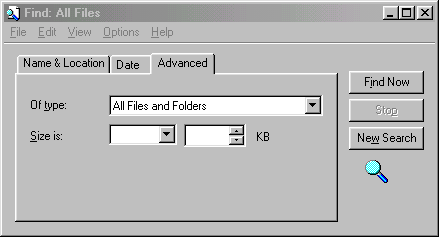 Find: All Files
File Edit View Options Help
Name & Location Date Advanced
Of type: All Files and Folders
Size is: KB
Find Now
Stop
New Search